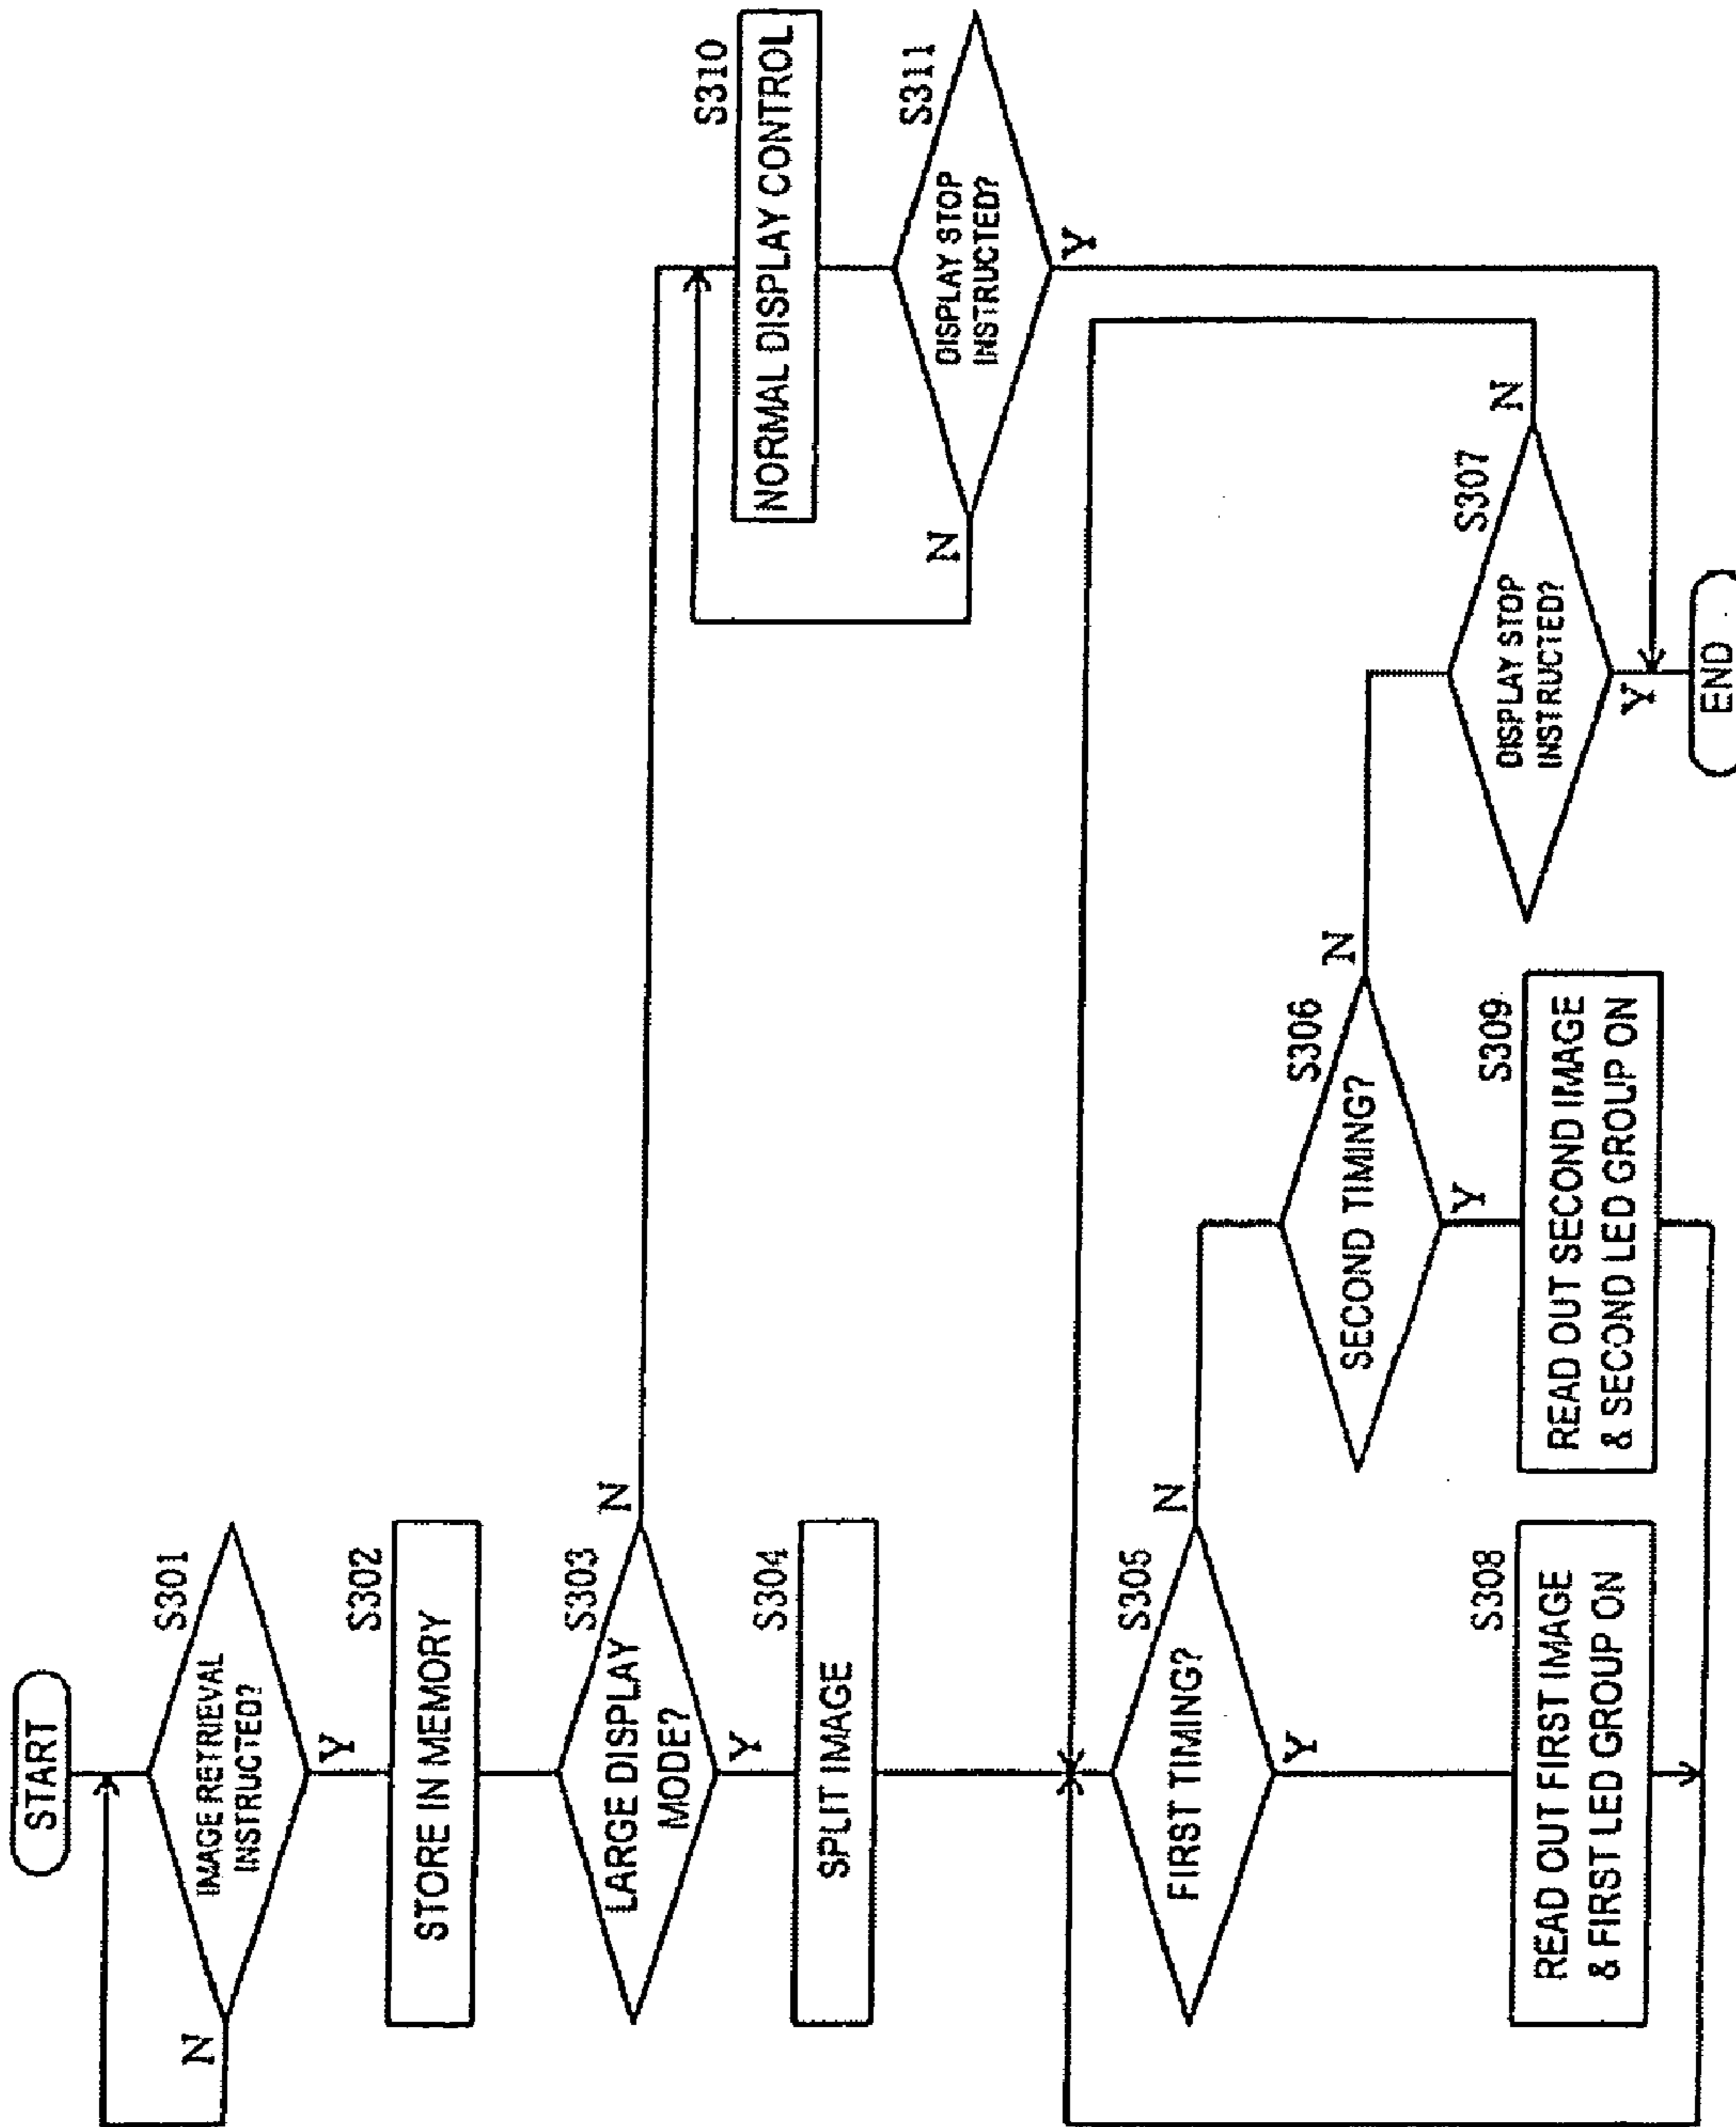 START
S301
IMAGE RETRIEVAL
INSTRUCTED?
N
Y
S302
STORE IN MEMORY
S303
LARGE DISPLAY
MODE?
N
Y
S304
SPLIT IMAGE
S310
NORMAL DISPLAY CONTROL
S311
DISPLAY STOP
INSTRUCTED?
N
Y
S305
FIRST TIMING?
N
Y
S306
SECOND TIMING?
N
Y
S307
DISPLAY STOP
INSTRUCTED?
N
Y
S308
READ OUT FIRST IMAGE
& FIRST LED GROUP ON
S309
READ OUT SECOND IMAGE
& SECOND LED GROUP ON
END